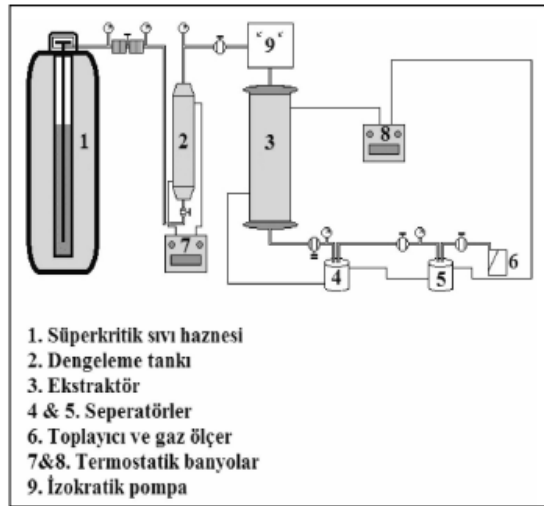 9
1
2
3
8
7
4
5
6
1. Süperkritik sıvı haznesi
2. Dengeleme tankı
3. Ekstraktör
4 & 5. Seperatörler
6. Toplayıcı ve gaz ölçer
7&8. Termostatik banyolar
9. İzokratik pompa